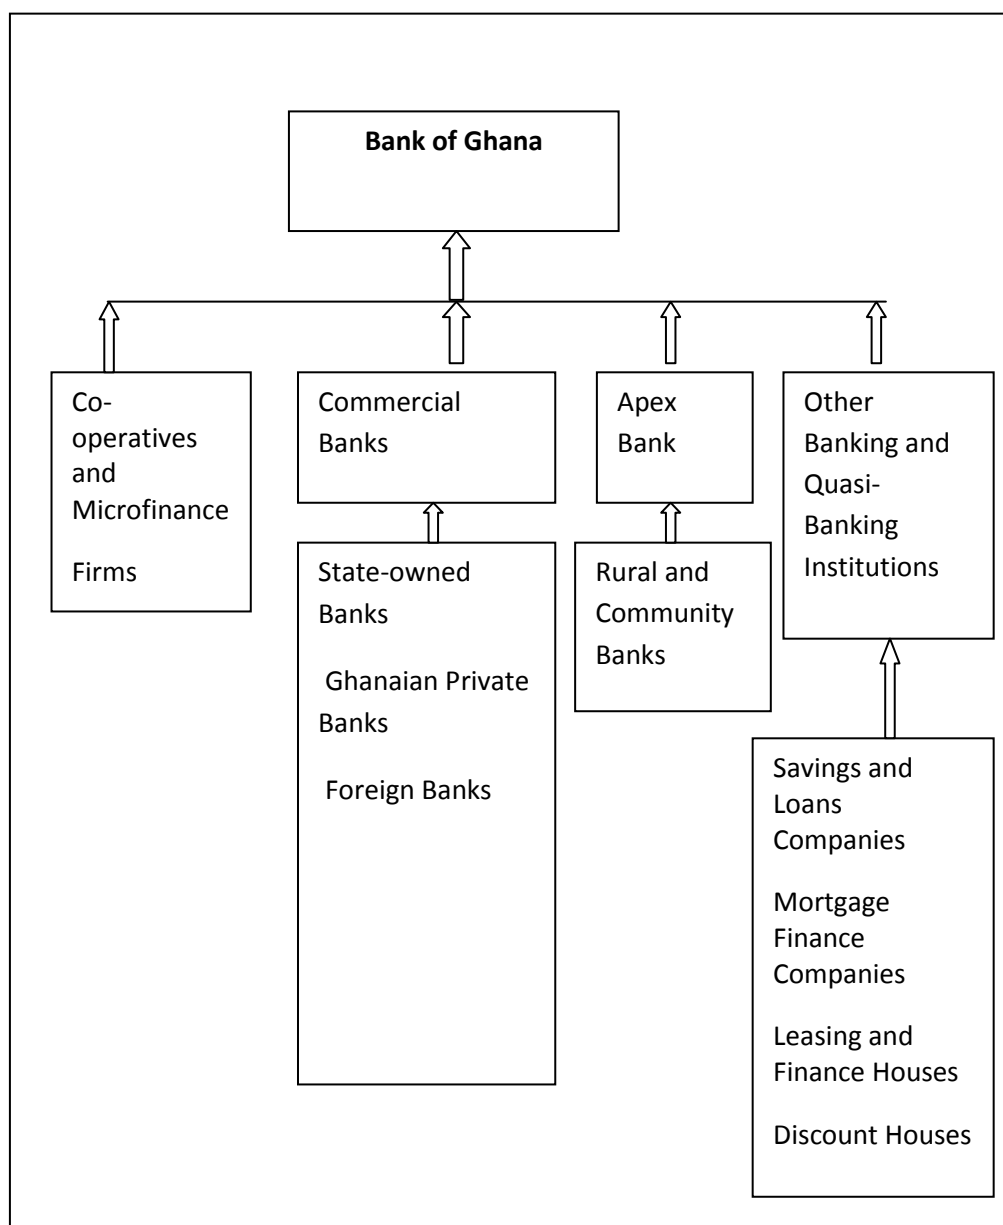 Bank of Ghana
Co-
operatives
and
Microfinance
Firms
Commercial
Banks
Apex
Bank
Other
Banking and
Quasi-
Banking
Institutions
State-owned
Banks
Ghanaian Private
Banks
Foreign Banks
Rural and
Community
Banks
Savings and
Loans
Companies
Mortgage
Finance
Companies
Leasing and
Finance Houses
Discount Houses